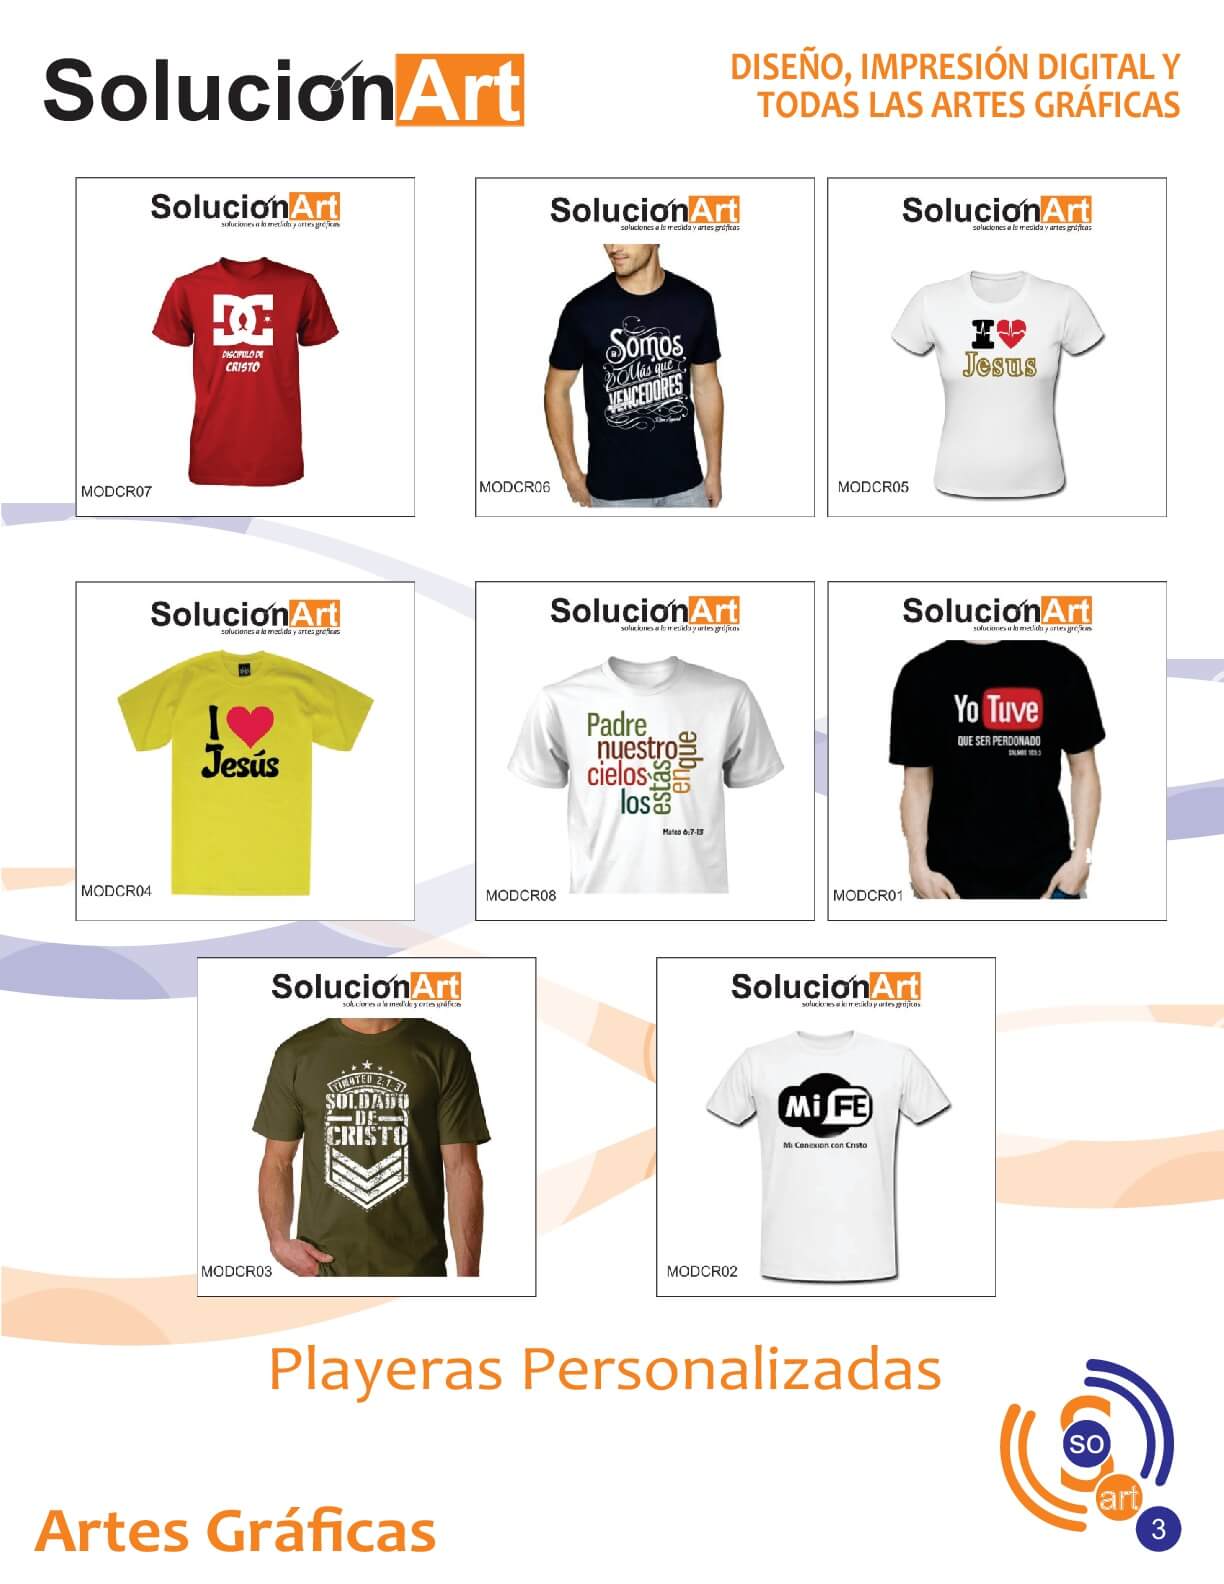 SolucionArt
DISEÑO, IMPRESIÓN DIGITAL Y
TODAS LAS ARTES GRÁFICAS
SolucionArt
soluciones a la medida y artes gráficas
DC
DISCIPULO DE
CRISTO
MODCR07
SolucionArt
soluciones a la medida y artes gráficas
Somos
Más que
VENCEDORES
MODCR06
SolucionArt
soluciones a la medida y artes gráficas
I
Jesus
MODCR05
SolucionArt
soluciones a la medida y artes gráficas
I
Jesús
MODCR04
SolucionArt
soluciones a la medida y artes gráficas
Padre
nuestro
que
en
estás
cielos
los
Mateo 6:7-13
MODCR08
SolucionArt
soluciones a la medida y artes gráficas
Yo Tuve
QUE SER PERDONADO
SALMOS 103.3
MODCR01
SolucionArt
soluciones a la medida y artes gráficas
TIMOTEO 2.1.3
SOLDADO
DE
CRISTO
MODCR03
SolucionArt
soluciones a la medida y artes gráficas
Mi FE
Mi Conexion con Cristo
MODCR02
Playeras Personalizadas
S
so
art
Artes Gráficas
3